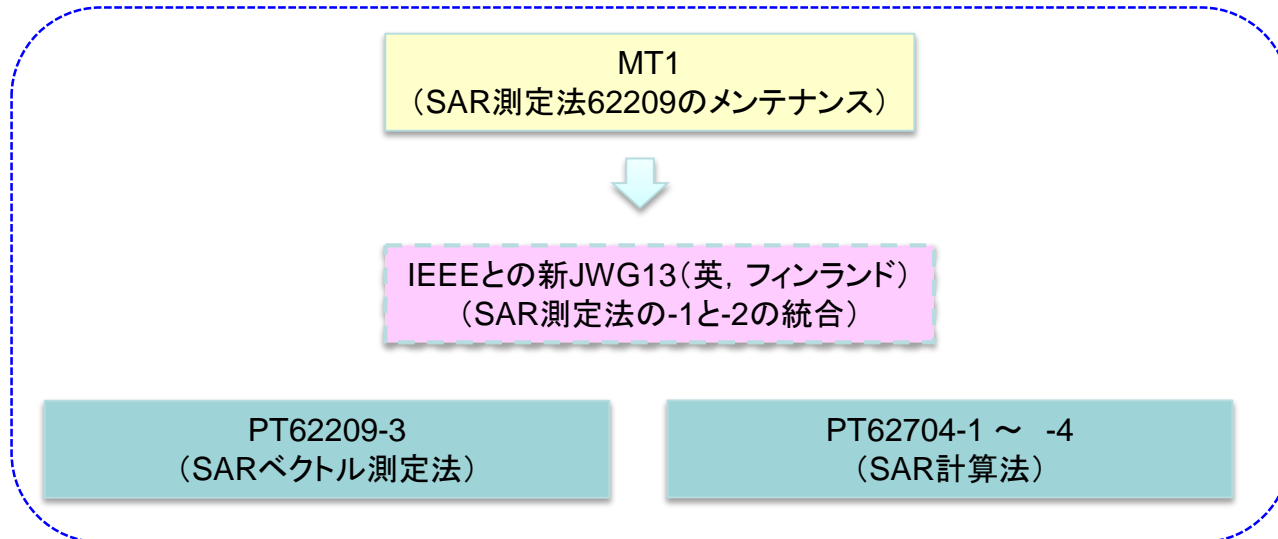 MT1
（SAR測定法62209のメンテナンス）
IEEEとの新JWG13（英，フィンランド）
（SAR測定法の-1と-2の統合）
PT62209-3
（SARベクトル測定法）
PT62704-1 ～ -4
（SAR計算法）